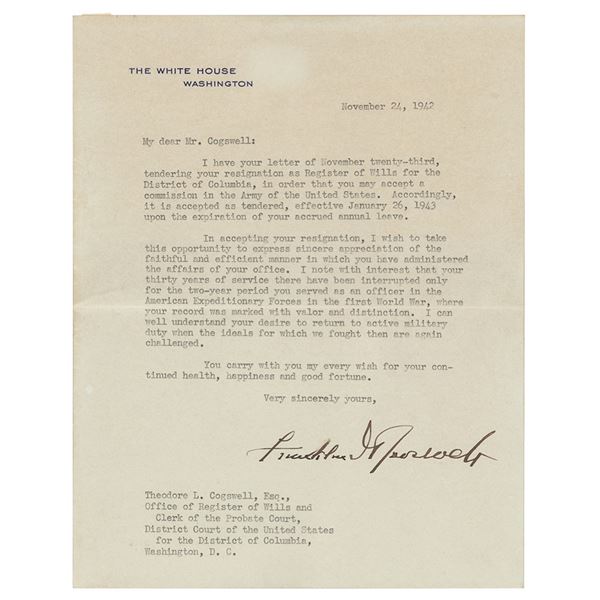 THE WHITE HOUSE
WASHINGTON
November 24, 1942
My dear Mr. Cogswell:
I have your letter of November twenty-third,
tendering your resignation as Register of Wills for the
District of Columbia, in order that you may accept a
commission in the Army of the United States. Accordingly,
it is accepted as tendered, effective January 26, 1943
upon the expiration of your accrued annual leave.
In accepting your resignation, I wish to take
this opportunity to express sincere appreciation of the
faithful and efficient manner in which you have administered
the affairs of your office. I note with interest that your
thirty years of service there have been interrupted only
for the two-year period you served as an officer in the
American Expeditionary Forces in the first World War, where
your record was marked with valor and distinction. I can
well understand your desire to return to active military
duty when the ideals for which we fought then are again
challenged.
You carry with you my every wish for your con-
tinued health, happiness and good fortune.
Very sincerely yours,
Franklin D Roosevelt
Theodore L. Cogswell, Esq.,
Office of Register of Wills and
Clerk of the Probate Court,
District Court of the United States
for the District of Columbia,
Washington, D. C.